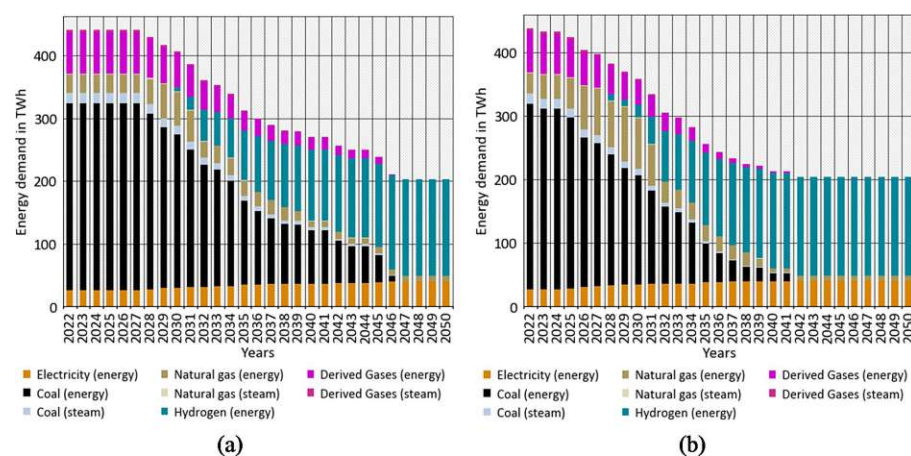 Energy demand in TWh
400
300
200
100
0
2022 2023 2024 2025 2026 2027 2028 2029 2030 2031 2032 2033 2034 2035 2036 2037 2038 2039 2040 2041 2042 2043 2044 2045 2046 2047 2048 2049 2050
Years
Electricity (energy) Natural gas (energy) Derived Gases (energy)
Coal (energy) Natural gas (steam) Derived Gases (steam)
Coal (steam) Hydrogen (energy)
(a)
Energy demand in TWh
400
300
200
100
0
2022 2023 2024 2025 2026 2027 2028 2029 2030 2031 2032 2033 2034 2035 2036 2037 2038 2039 2040 2041 2042 2043 2044 2045 2046 2047 2048 2049 2050
Years
Electricity (energy) Natural gas (energy) Derived Gases (energy)
Coal (energy) Natural gas (steam) Derived Gases (steam)
Coal (steam) Hydrogen (energy)
(b)